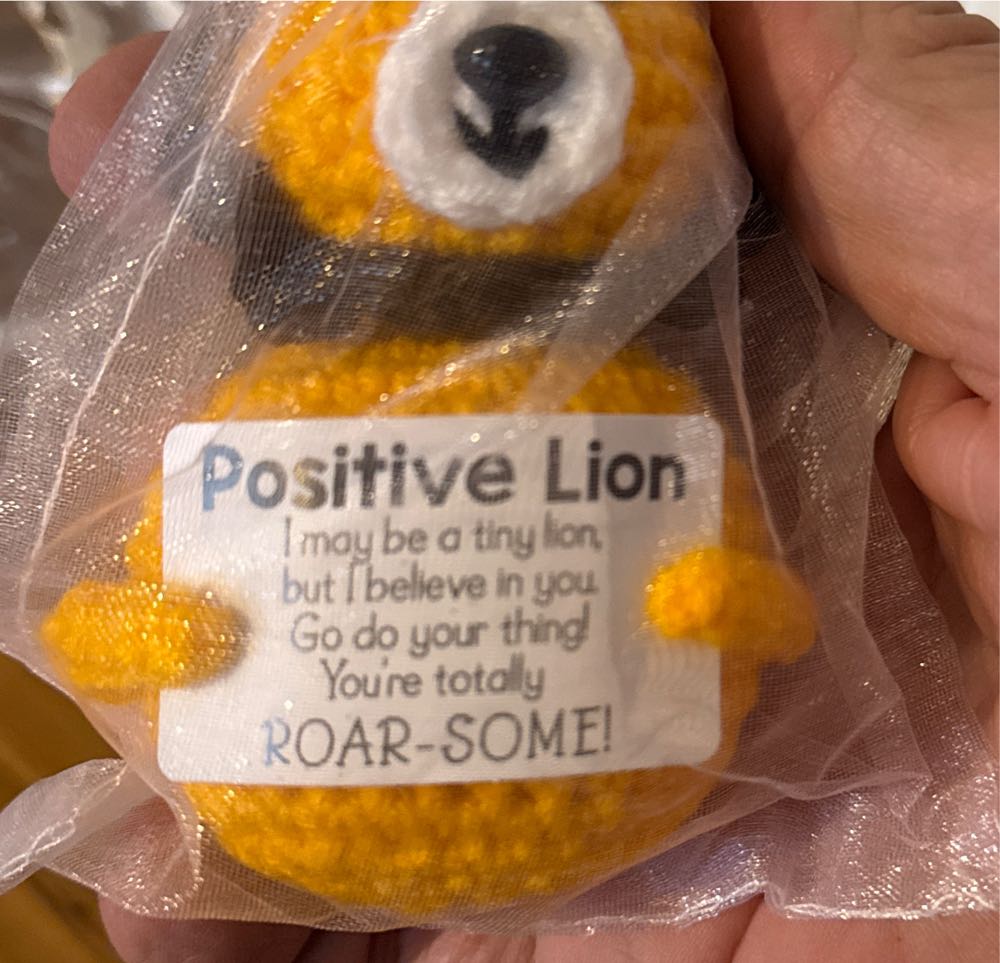 Positive Lion
I may be a tiny lion,
but I believe in you.
Go do your thing!
You're totally
ROAR-SOME!